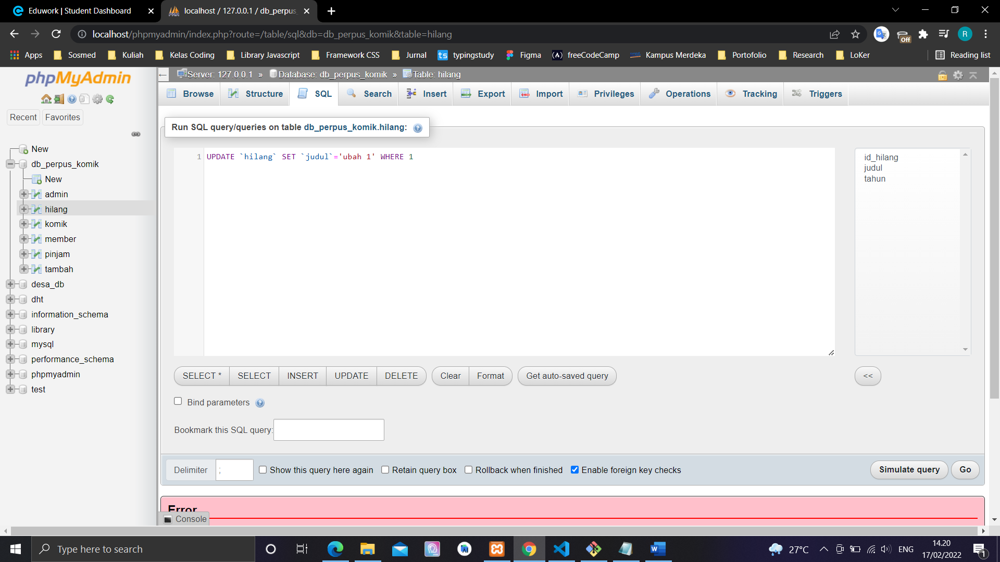 Eduwork | Student Dashboard
localhost / 127.0.0.1 / db_perpus
localhost/phpmyadmin/index.php?route=/table/sql&db=db_perpus_komik&table=hilang
Off
R
Apps Sosmed Kuliah Kelas Coding Library Javascript Framework CSS Jurnal ts typingstudy Figma freeCodeCamp Kampus Merdeka Portofolio Research LoKer Reading list
phpMyAdmin
Recent Favorites
New
db_perpus_komik
New
admin
hilang
komik
member
pinjam
tambah
desa_db
dht
information_schema
library
mysql
performance_schema
phpmyadmin
test
Server: 127.0.0.1 » Database: db_perpus_komik » Table: hilang
Browse Structure SQL Search Insert Export Import Privileges Operations Tracking Triggers
Run SQL query/queries on table db_perpus_komik.hilang:
1 UPDATE `hilang` SET `judul`='ubah 1' WHERE 1
id_hilang
judul
tahun
SELECT * SELECT INSERT UPDATE DELETE Clear Format Get auto-saved query <<
Bind parameters
Bookmark this SQL query:
Delimiter ; Show this query here again Retain query box Rollback when finished Enable foreign key checks Simulate query Go
Error
Console
Type here to search
27°C ENG
14.20
17/02/2022
1